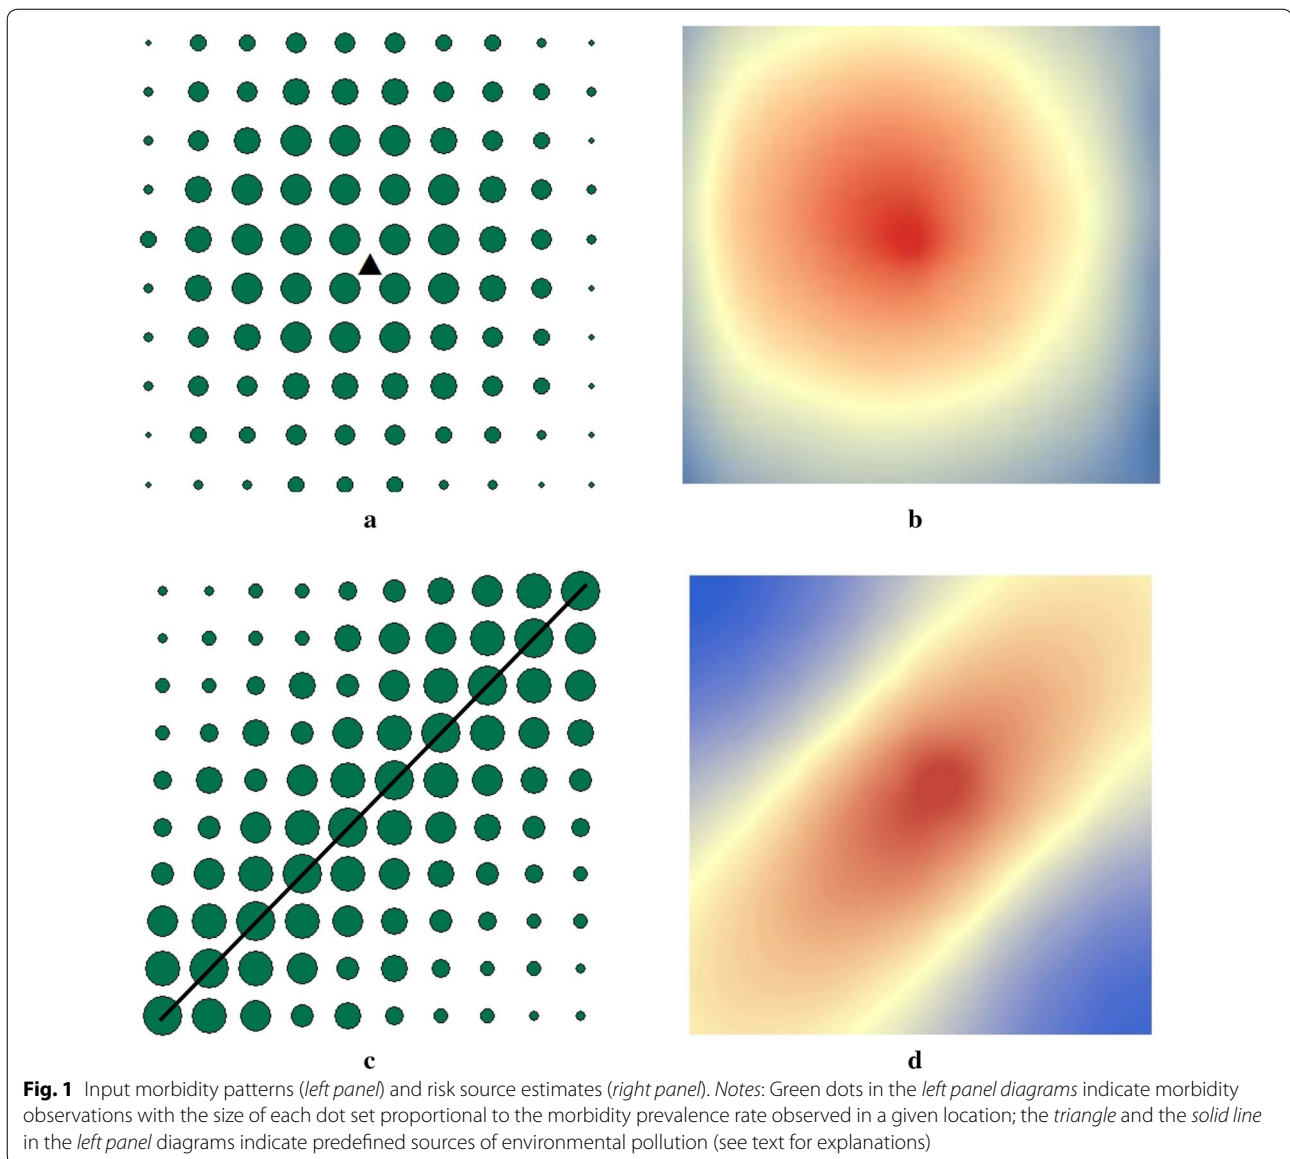 a
b
c
d
Fig. 1 Input morbidity patterns (left panel) and risk source estimates (right panel). Notes: Green dots in the left panel diagrams indicate morbidity
observations with the size of each dot set proportional to the morbidity prevalence rate observed in a given location; the triangle and the solid line
in the left panel diagrams indicate predefined sources of environmental pollution (see text for explanations)